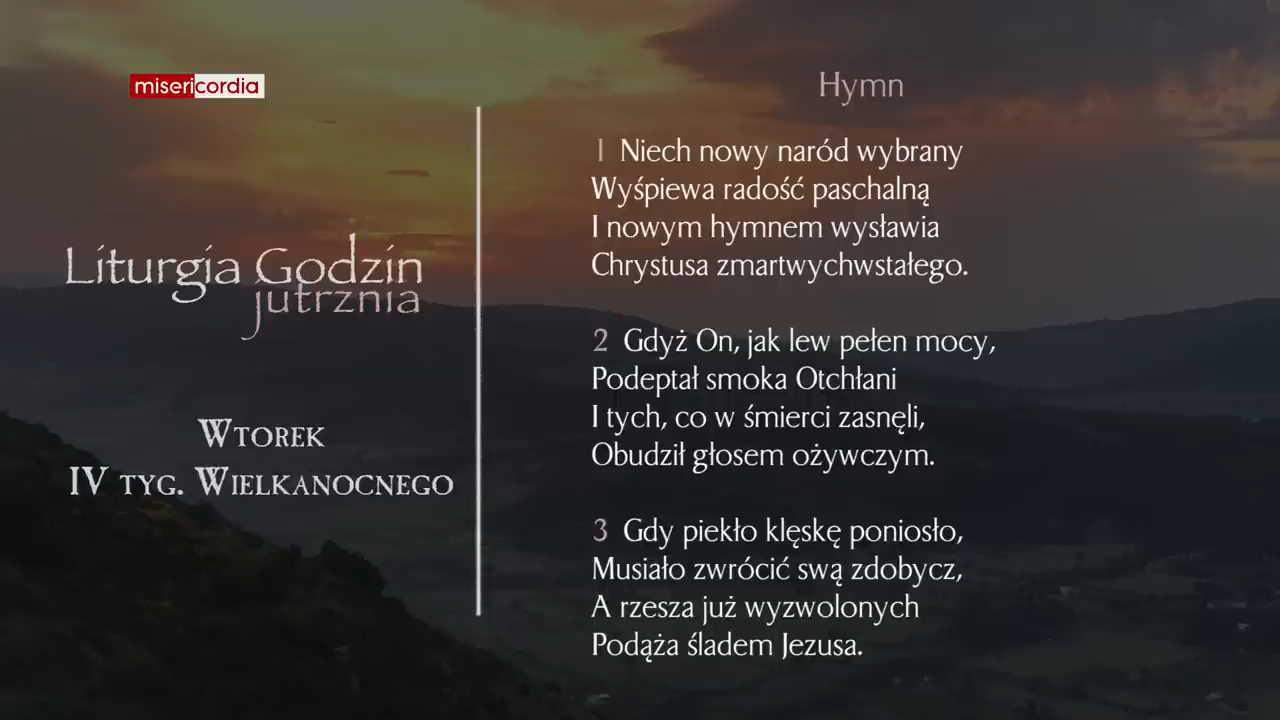 misericordia
Liturgia Godzin
jutrznia
Wtorek
IV tyg. Wielkanocnego
Hymn
1 Niech nowy naród wybrany
Wyśpiewa radość paschalną
I nowym hymnem wysławia
Chrystusa zmartwychwstałego.
2 Gdyż On, jak lew pełen mocy,
Podeptał smoka Otchłani
I tych, co w śmierci zasnęli,
Obudził głosem ożywczym.
3 Gdy piekło klęskę poniosło,
Musiało zwrócić swą zdobycz,
A rzesza już wyzwolonych
Podąża śladem Jezusa.